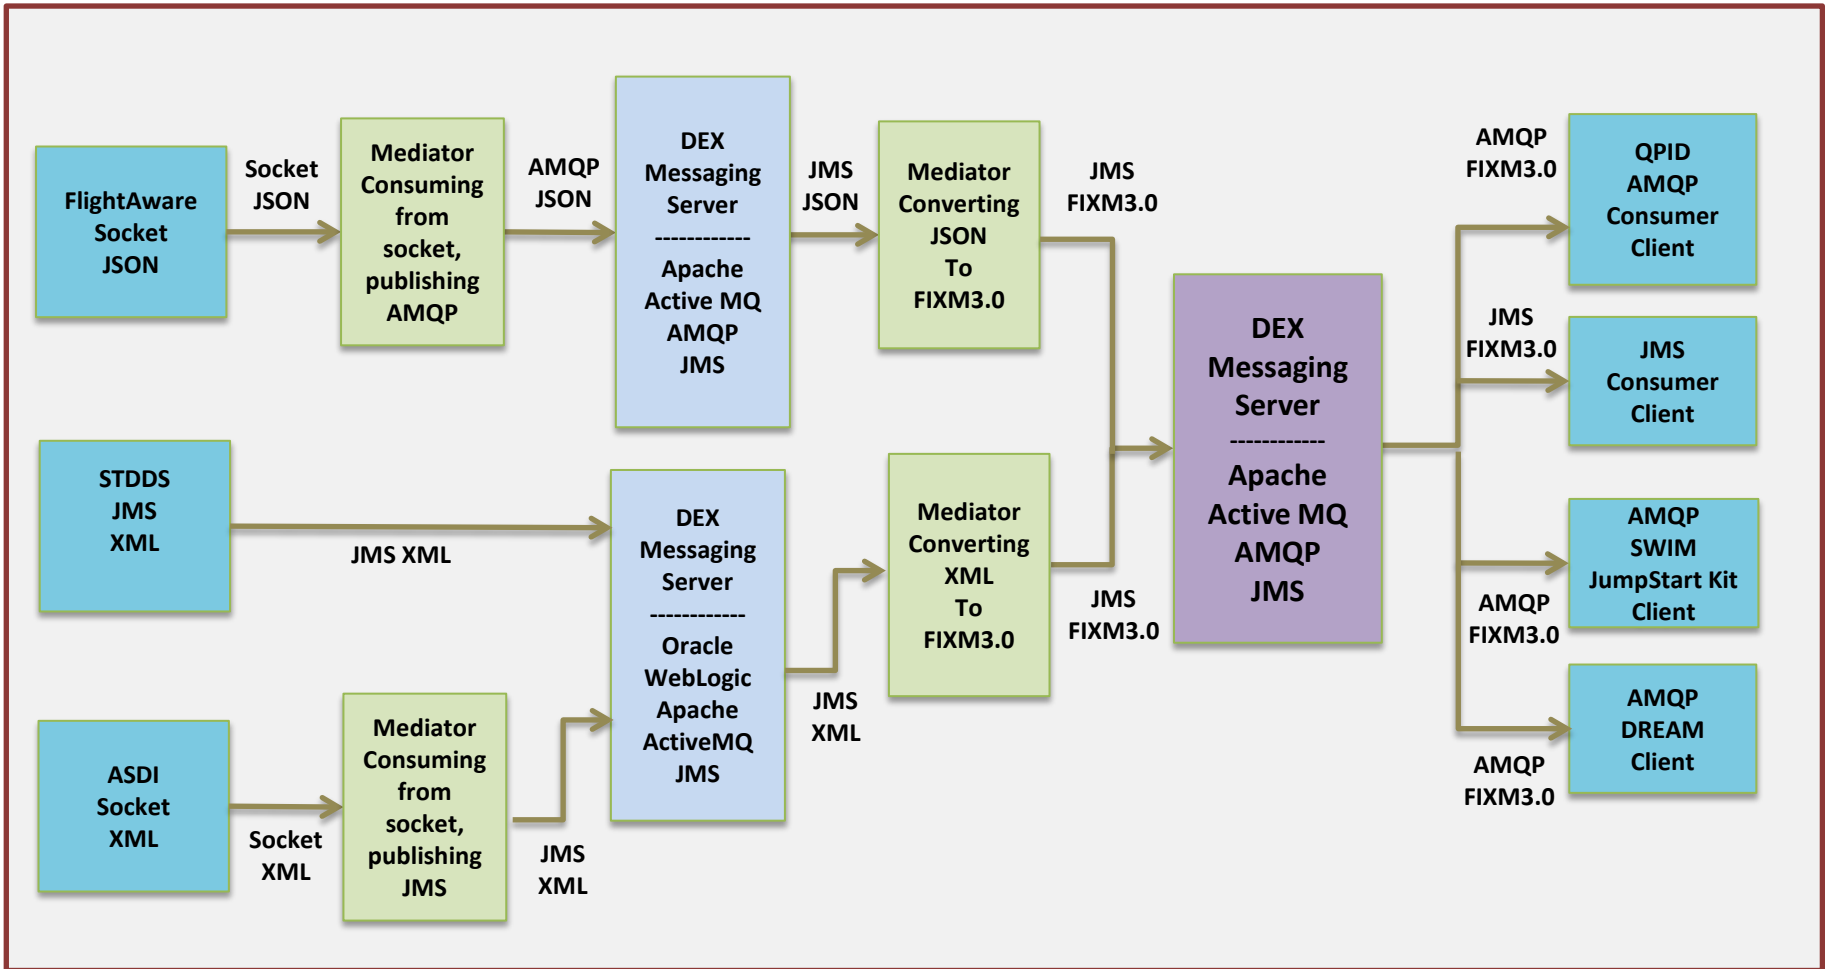 FlightAware
Socket
JSON
Socket
JSON
Mediator
Consuming
from
socket,
publishing
AMQP
AMQP
JSON
DEX
Messaging
Server
------------
Apache
Active MQ
AMQP
JMS
JMS
JSON
Mediator
Converting
JSON
To
FIXM3.0
JMS
FIXM3.0
STDDS
JMS
XML
JMS XML
ASDI
Socket
XML
Socket
XML
Mediator
Consuming
from
socket,
publishing
JMS
JMS
XML
DEX
Messaging
Server
------------
Oracle
WebLogic
Apache
ActiveMQ
JMS
JMS
XML
Mediator
Converting
XML
To
FIXM3.0
JMS
FIXM3.0
DEX
Messaging
Server
------------
Apache
Active MQ
AMQP
JMS
AMQP
FIXM3.0
QPID
AMQP
Consumer
Client
JMS
FIXM3.0
JMS
Consumer
Client
AMQP
FIXM3.0
AMQP
SWIM
JumpStart Kit
Client
AMQP
FIXM3.0
AMQP
DREAM
Client